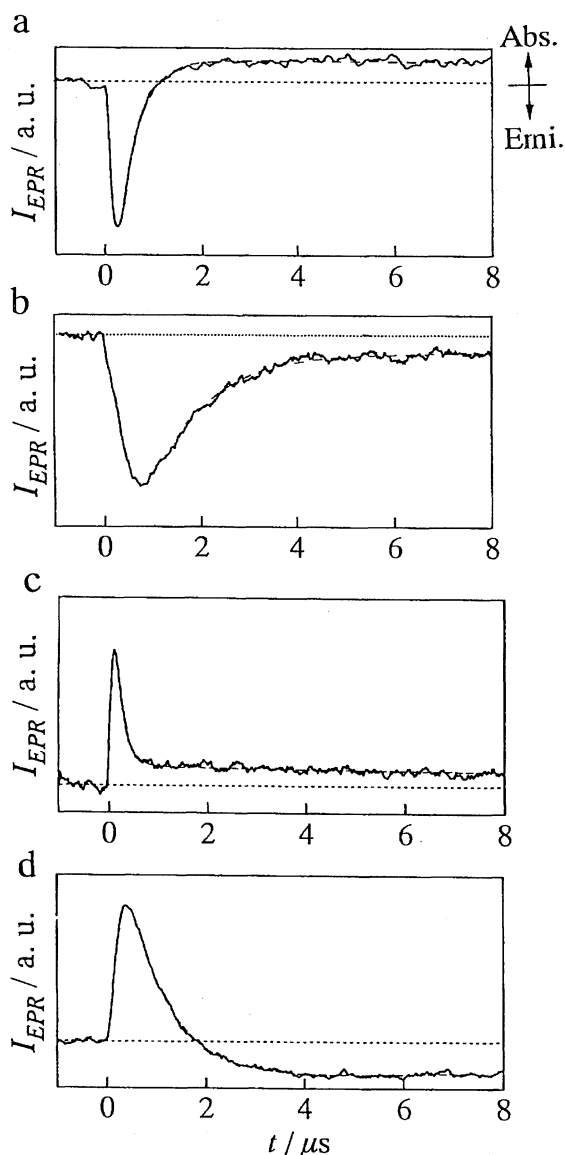 a
Abs.
Emi.
I_EPR / a. u.
0 2 4 6 8
b
I_EPR / a. u.
0 2 4 6 8
c
I_EPR / a. u.
0 2 4 6 8
d
I_EPR / a. u.
0 2 4 6 8
t / μs